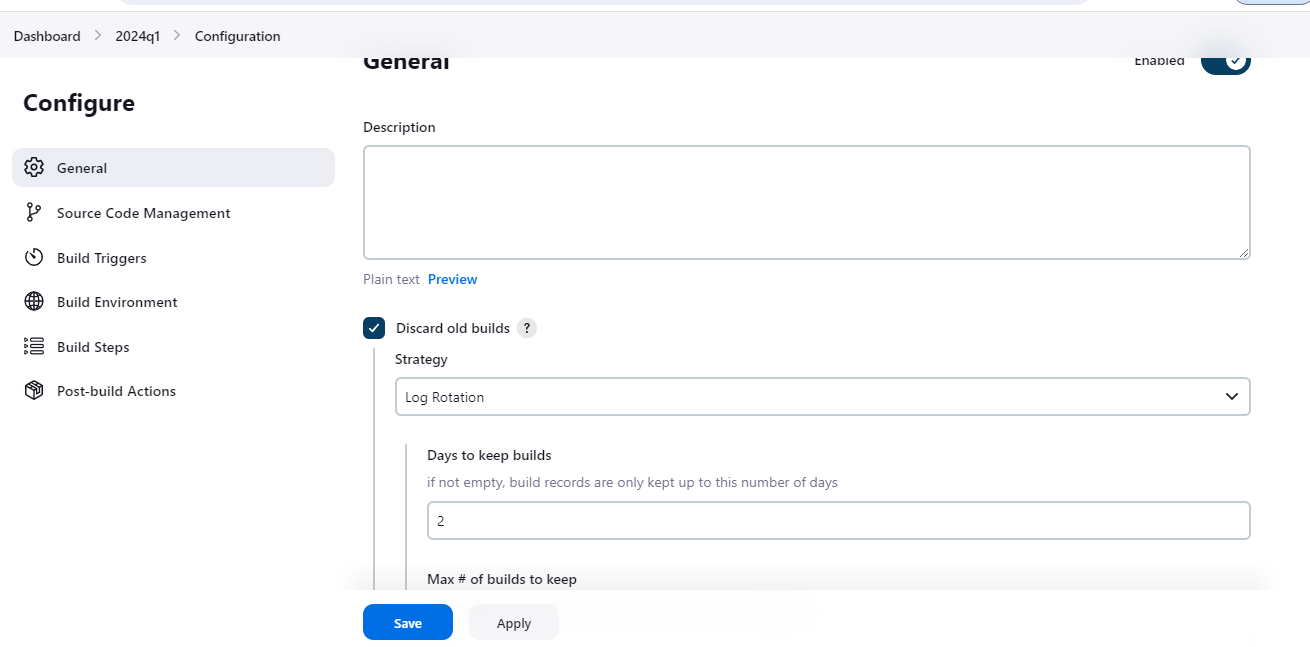 Dashboard > 2024q1 > Configuration
Configure
General
Source Code Management
Build Triggers
Build Environment
Build Steps
Post-build Actions
General
Enabled
Description
Plain text Preview
Discard old builds ?
Strategy
Log Rotation
Days to keep builds
if not empty, build records are only kept up to this number of days
2
Max # of builds to keep
Save Apply